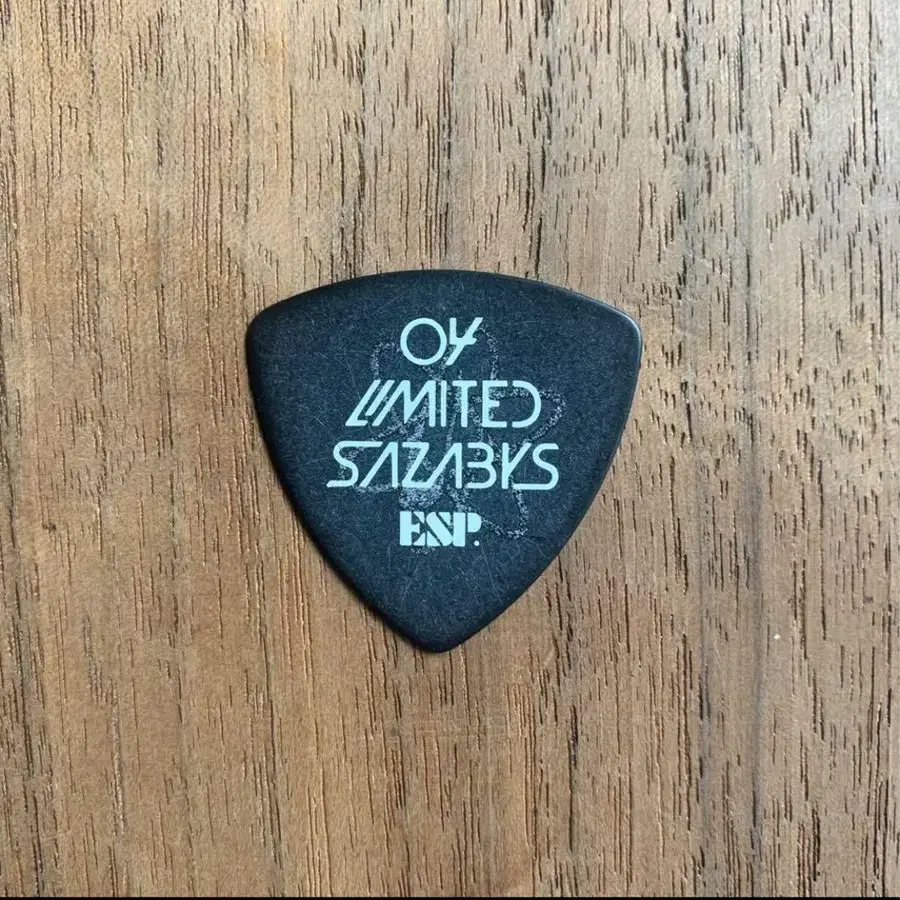 04
LIMITED
SAZABYS
ESP.